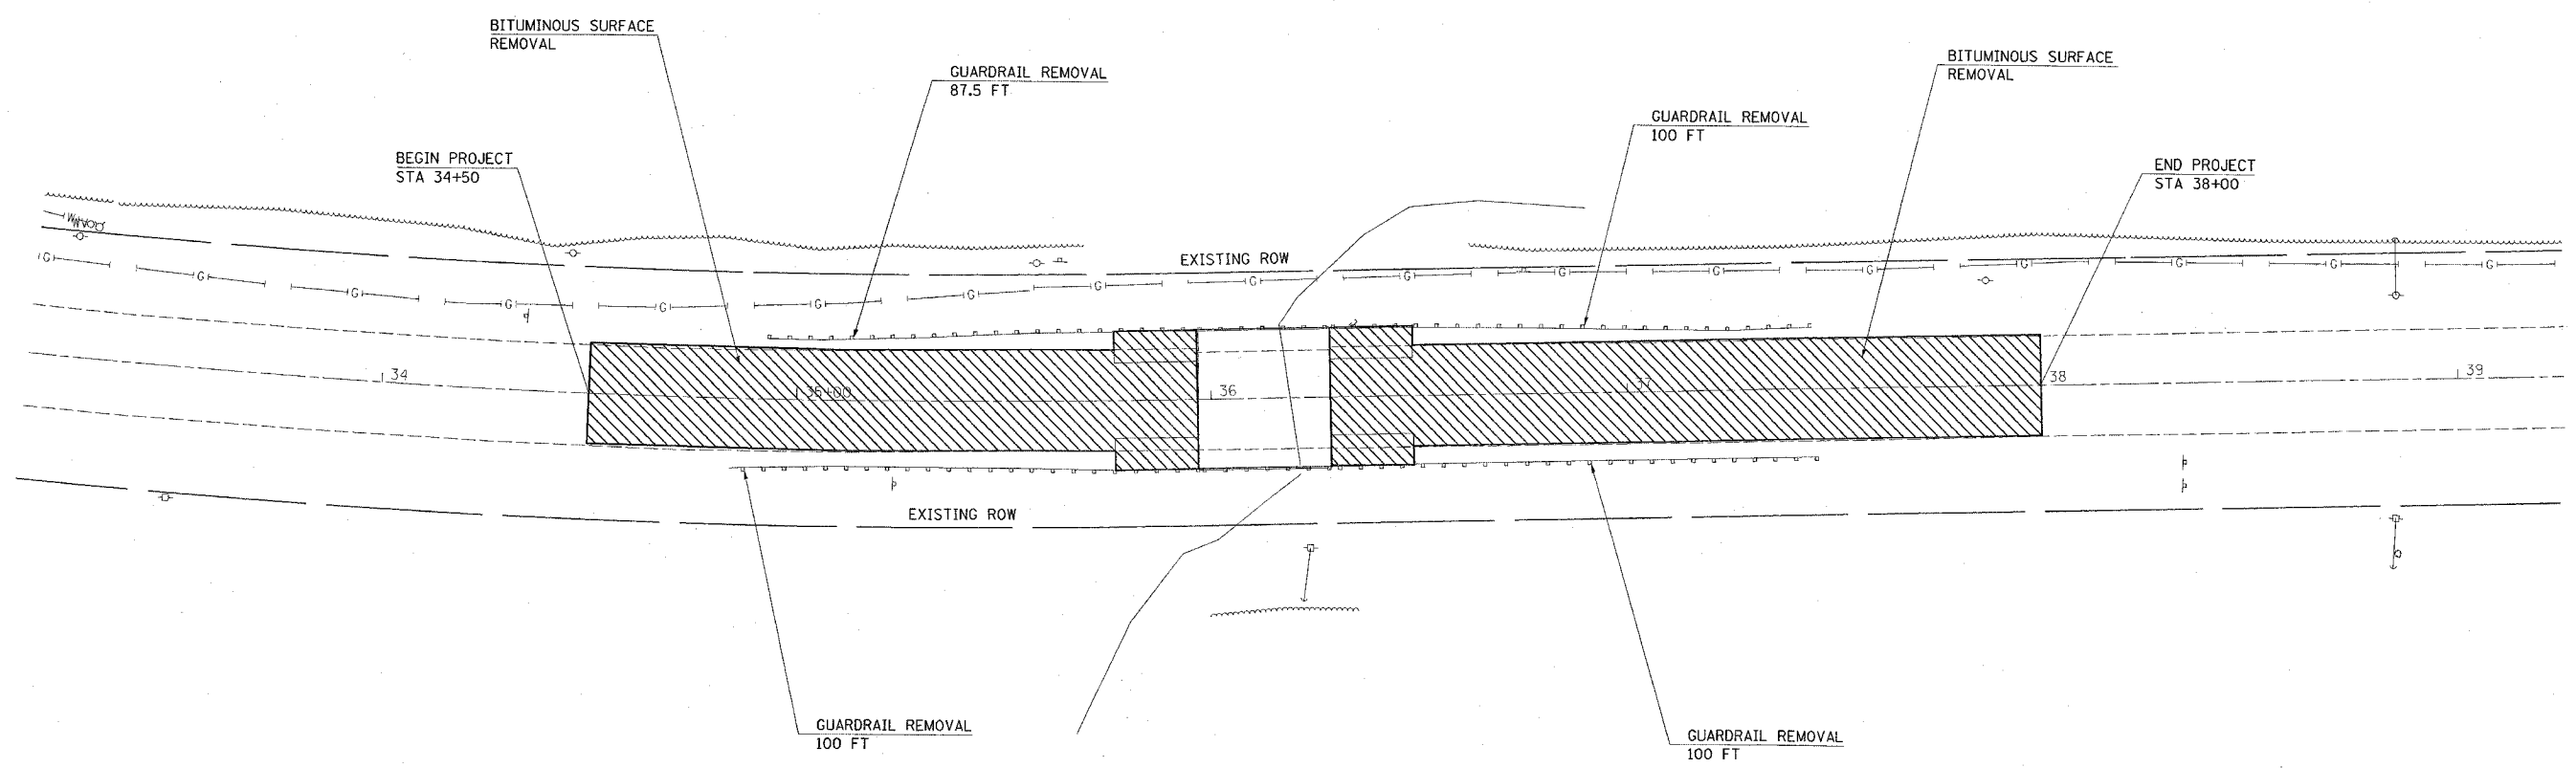 BITUMINOUS SURFACE
REMOVAL
GUARDRAIL REMOVAL
87.5 FT
BITUMINOUS SURFACE
REMOVAL
GUARDRAIL REMOVAL
100 FT
BEGIN PROJECT
STA 34+50
END PROJECT
STA 38+00
EXISTING ROW
G G G G G G G G G G G G G G G G G
34
35+00
36
37
38
39
EXISTING ROW
GUARDRAIL REMOVAL
100 FT
GUARDRAIL REMOVAL
100 FT